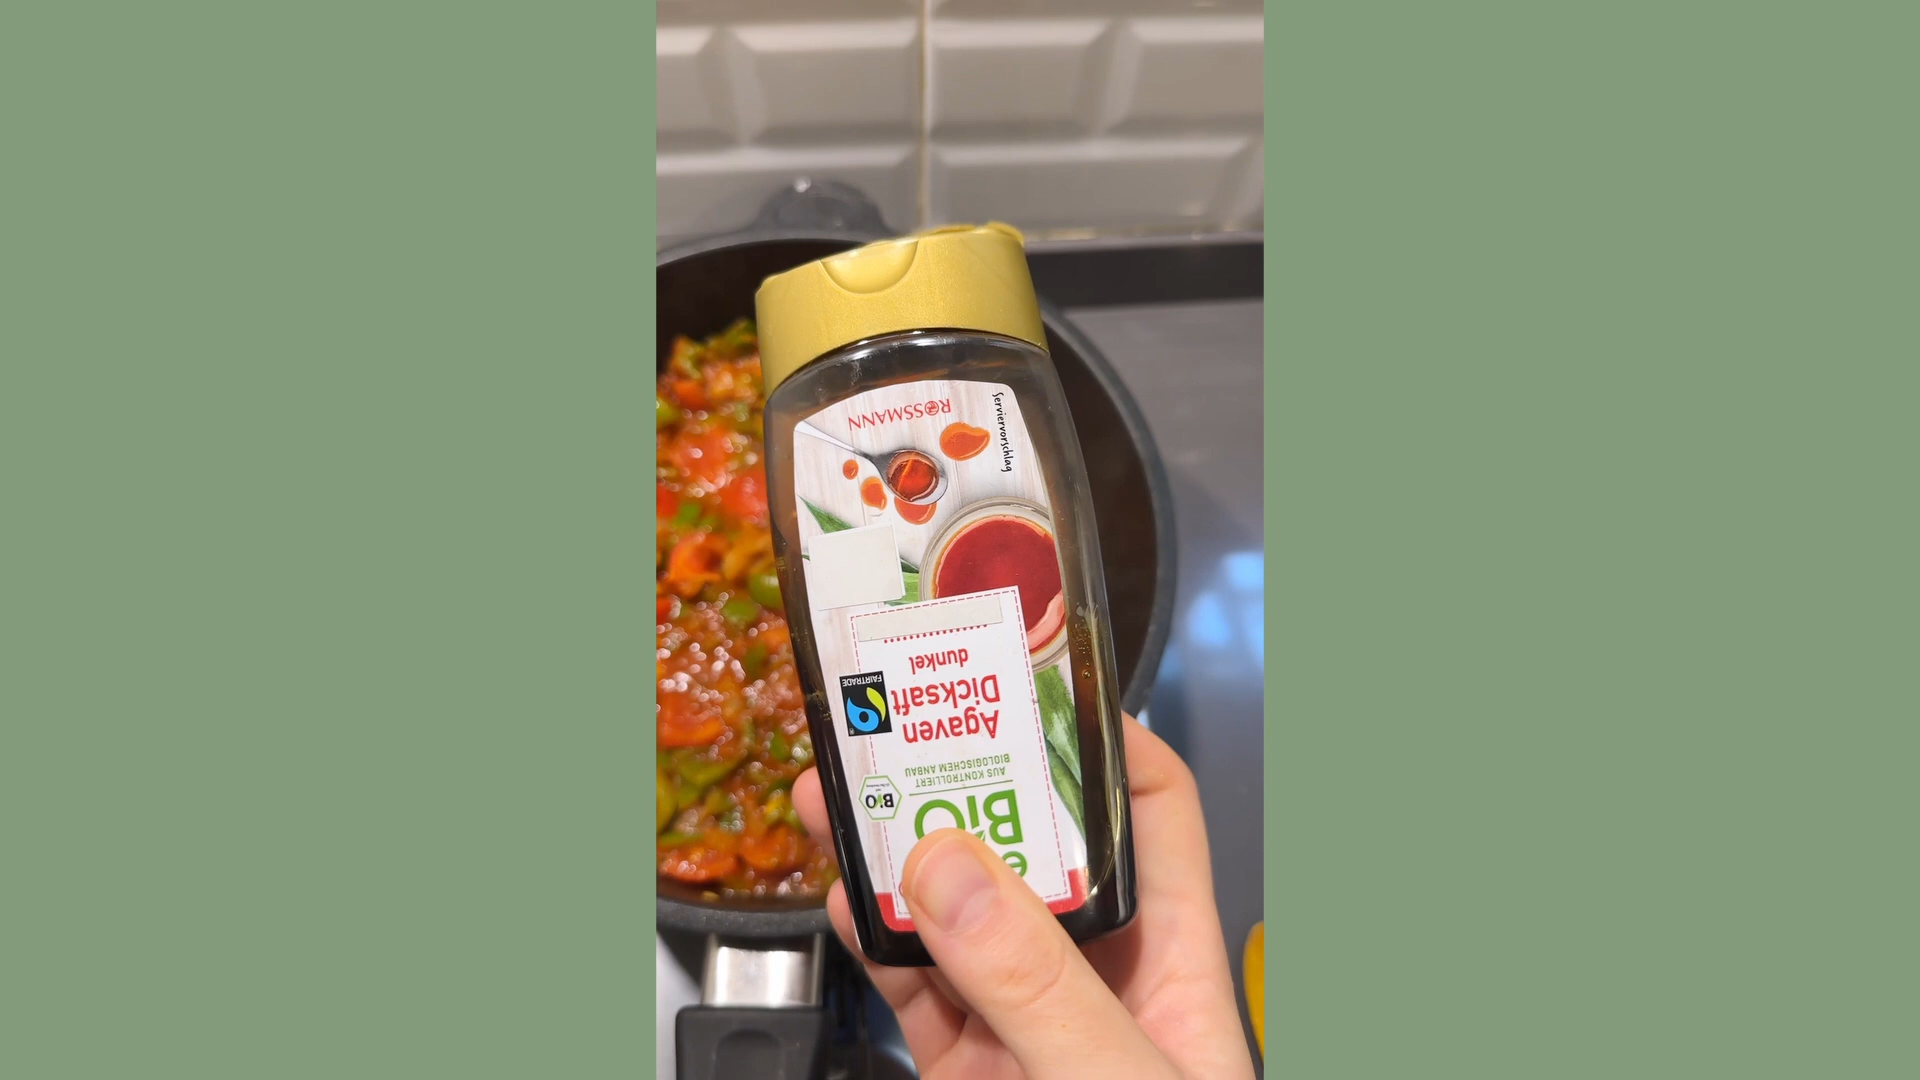 BiO
AUS KONTROLLIERT
BIOLOGISCHEM ANBAU
Agaven
Dicksaft
dunkel
BiO
FAIRTRADE
Serviervorschlag
ROSSMANN